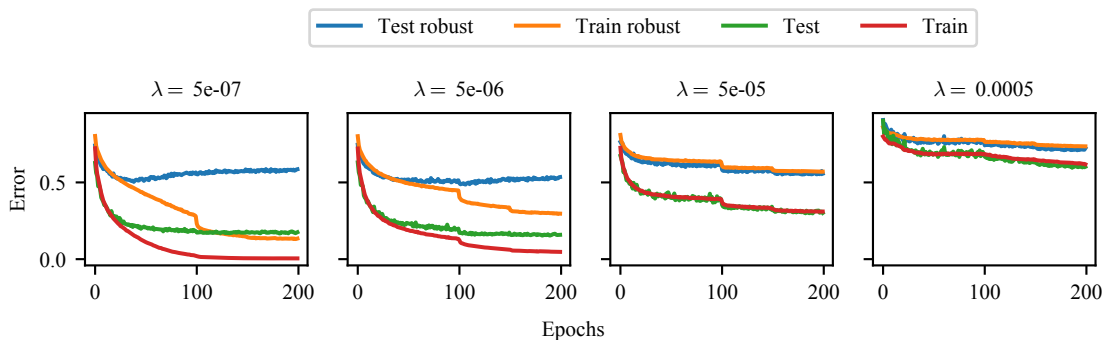 Test robust Train robust Test Train
λ = 5e-07 λ = 5e-06 λ = 5e-05 λ = 0.0005
Error
0.5
0.0
0 100 200 0 100 200 0 100 200 0 100 200
Epochs